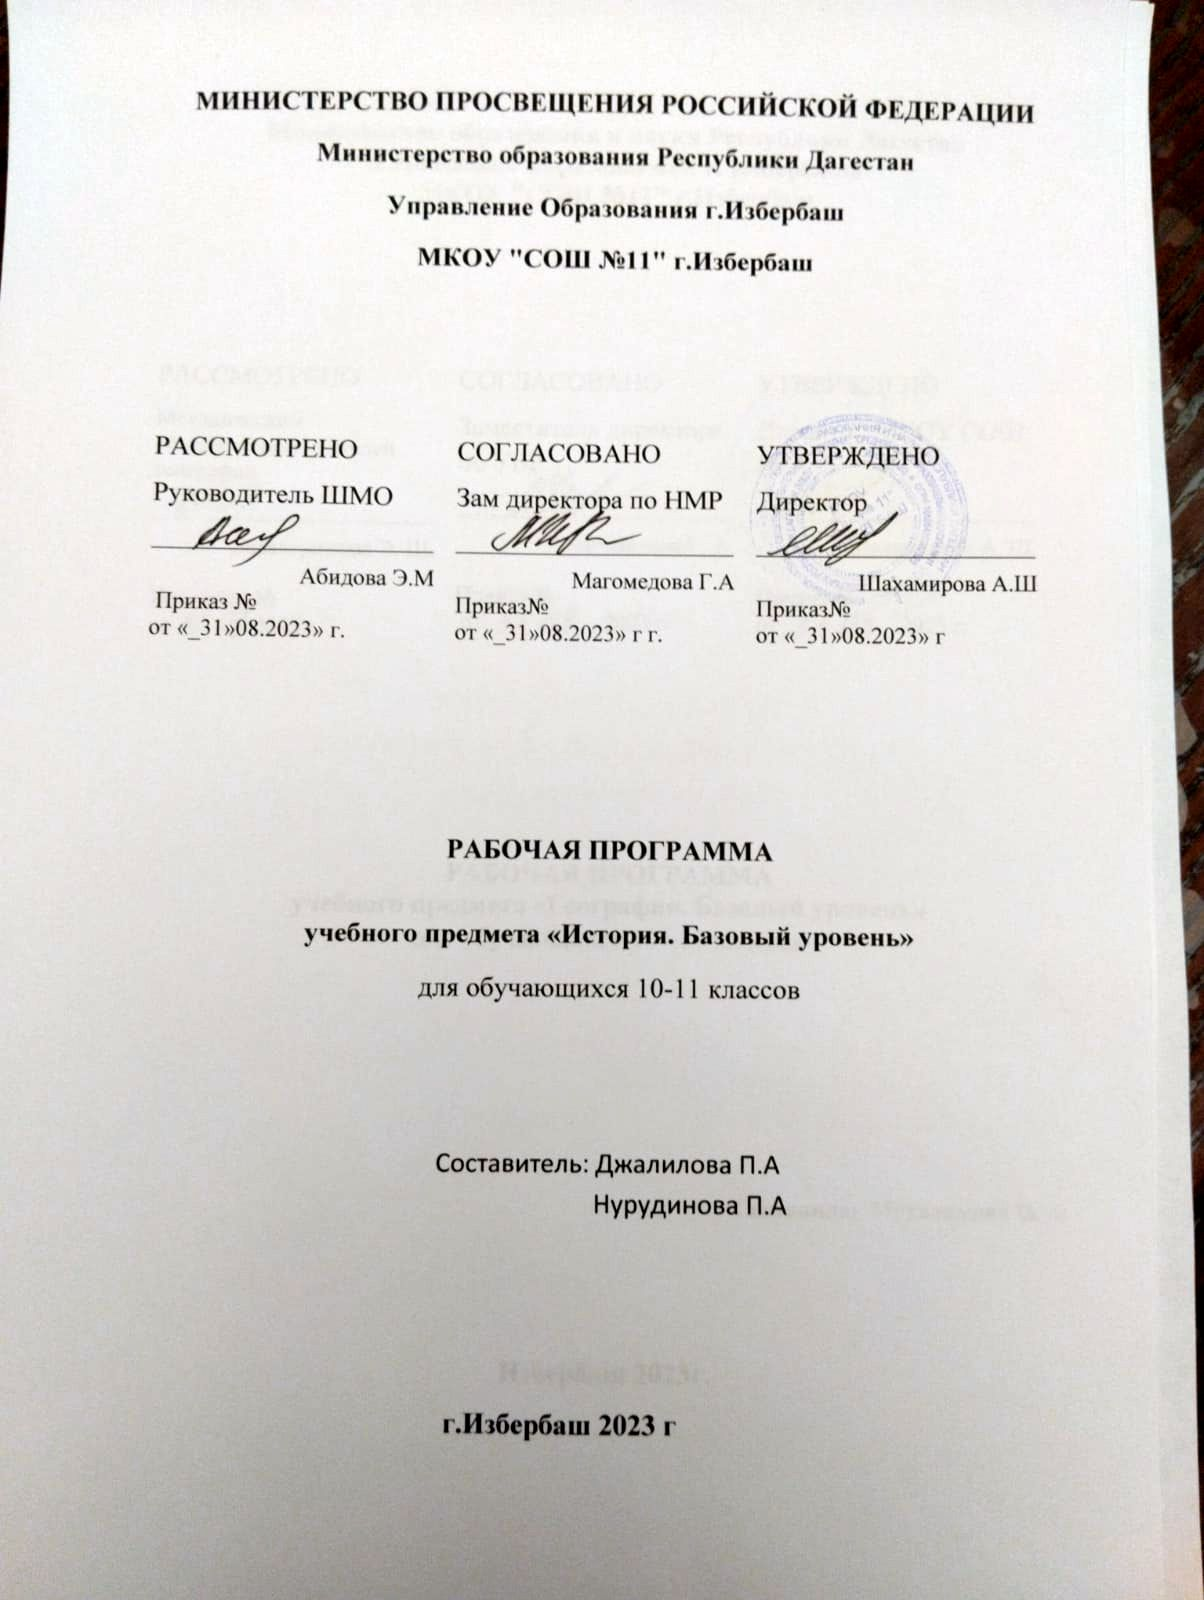 МИНИСТЕРСТВО ПРОСВЕЩЕНИЯ РОССИЙСКОЙ ФЕДЕРАЦИИ
Министерство образования Республики Дагестан
Управление Образования г.Избербаш
МКОУ "СОШ №11" г.Избербаш
РАССМОТРЕНО
Руководитель ШМО
Абидова Э.М
Приказ №
от «_31»08.2023» г.
СОГЛАСОВАНО
Зам директора по НМР
Магомедова Г.А
Приказ№
от «_31»08.2023» г г.
УТВЕРЖДЕНО
Директор
Шахамирова А.Ш
Приказ№
от «_31»08.2023» г
РАБОЧАЯ ПРОГРАММА
учебного предмета «История. Базовый уровень»
для обучающихся 10-11 классов
Составитель: Джалилова П.А
Нурудинова П.А
г.Избербаш 2023 г